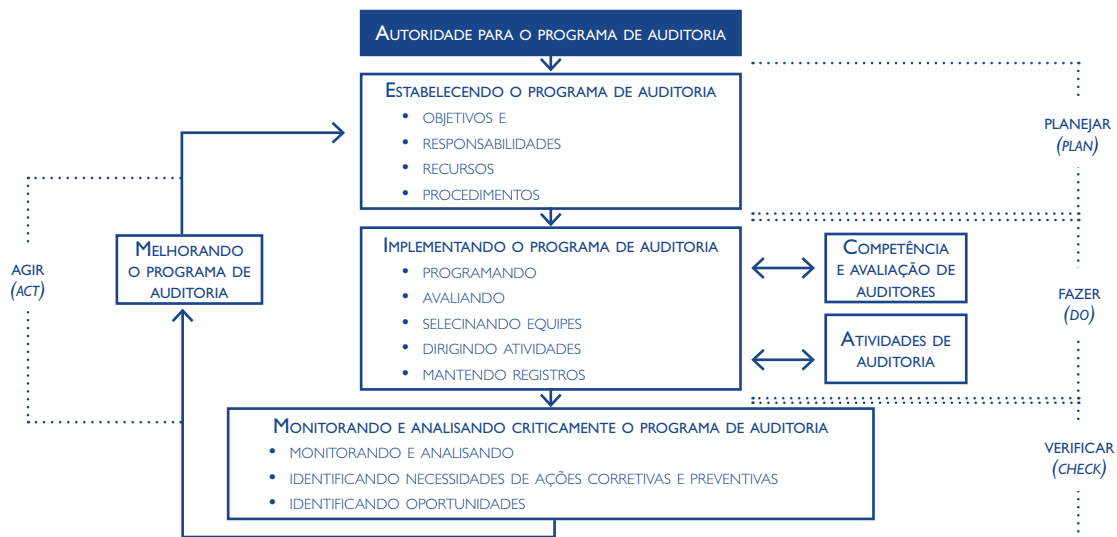 Autoridade para o programa de auditoria
Estabelecendo o programa de auditoria
• objetivos e
• responsabilidades
• recursos
• procedimentos
planejar
(plan)
Implementando o programa de auditoria
• programando
• avaliando
• selecinando equipes
• dirigindo atividades
• mantendo registros
Competência
e avaliação de
auditores
Atividades de
auditoria
fazer
(do)
Melhorando
o programa de
auditoria
agir
(act)
Monitorando e analisando criticamente o programa de auditoria
• monitorando e analisando
• identificando necessidades de ações corretivas e preventivas
• identificando oportunidades
verificar
(check)